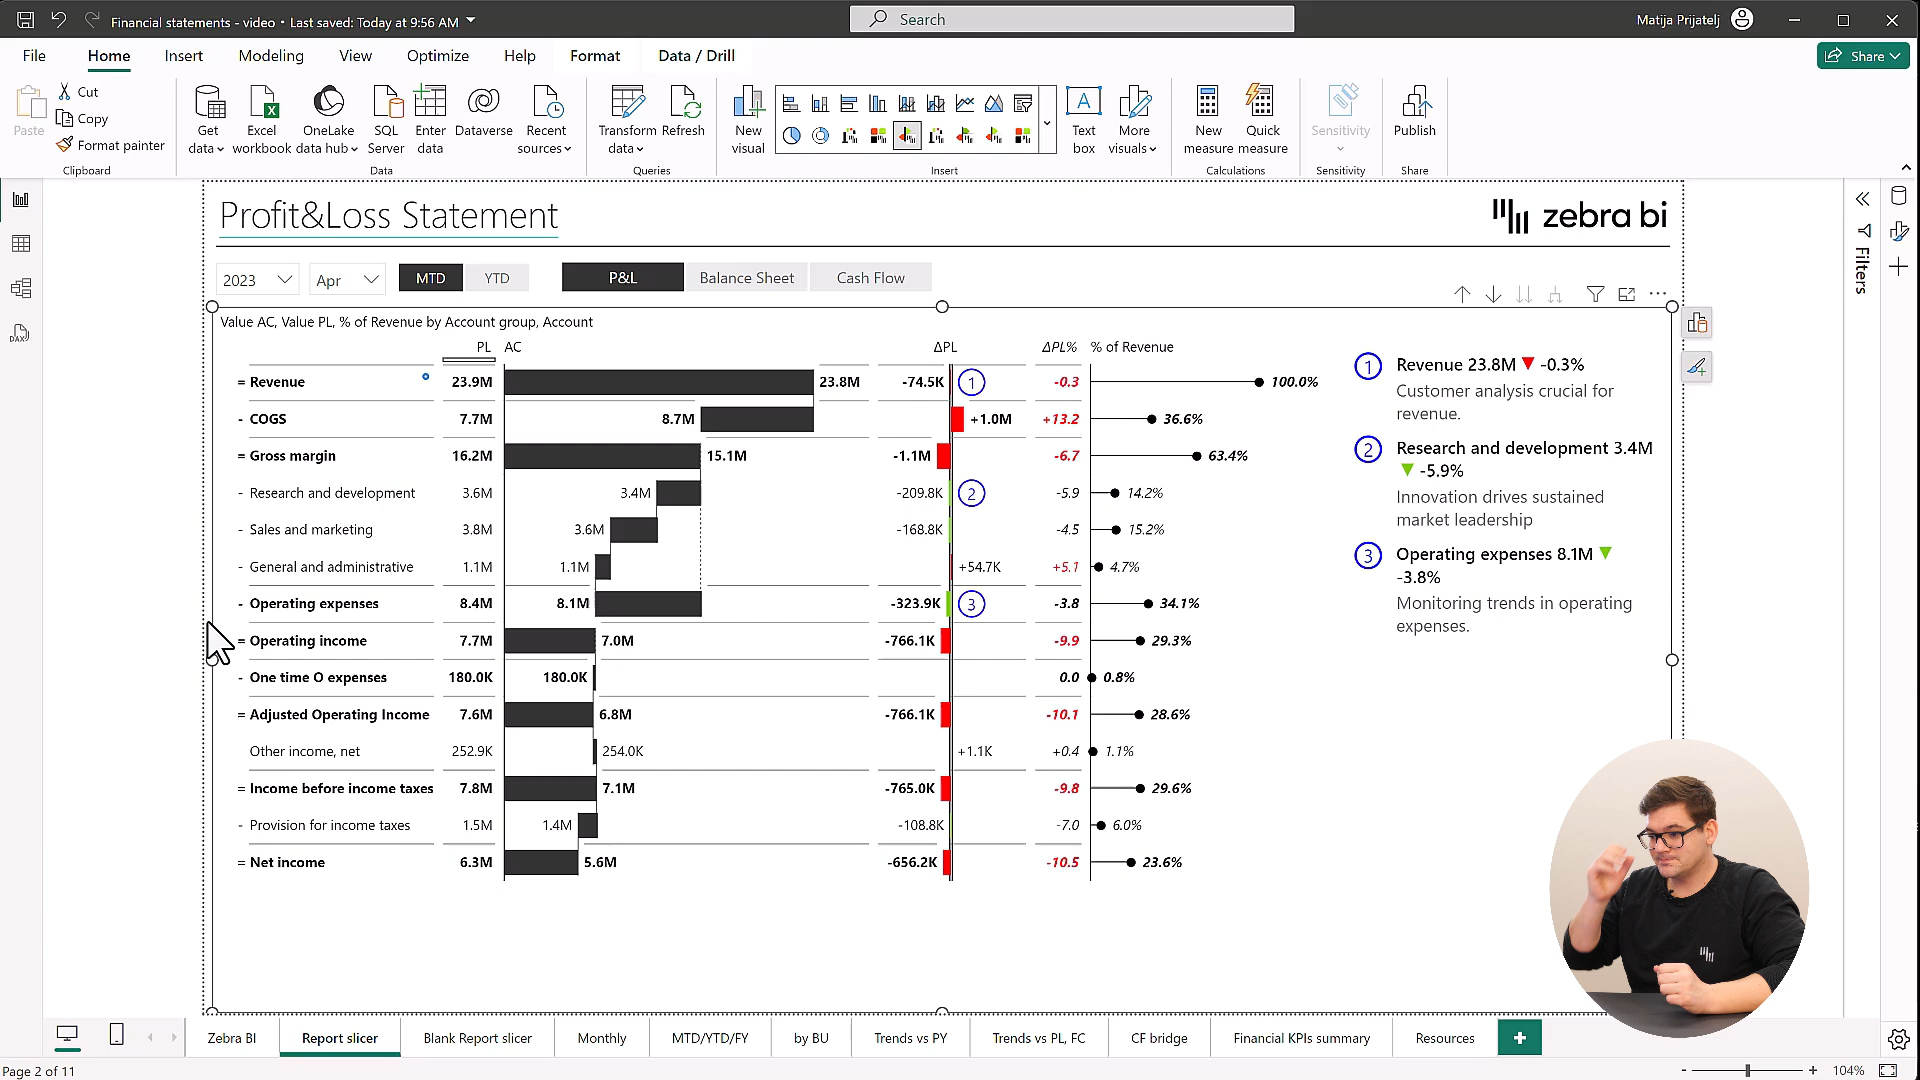 Financial statements - video • Last saved: Today at 9:56 AM
Search
Matija Prijatelj
File Home Insert Modeling View Optimize Help Format Data / Drill
Share
Paste
Cut
Copy
Format painter
Get data
Excel workbook
OneLake data hub
SQL Server
Enter data
Dataverse
Recent sources
Transform data
Refresh
New visual
A
Text box
More visuals
New measure
Quick measure
Sensitivity
Publish
Clipboard Data Queries Insert Calculations Sensitivity Share
DAX
Profit&Loss Statement
zebra bi
2023 Apr MTD YTD P&L Balance Sheet Cash Flow
Filters
Value AC, Value PL, % of Revenue by Account group, Account
PL AC ΔPL ΔPL% % of Revenue
= Revenue 23.9M 23.8M -74.5K 1 -0.3 100.0%
- COGS 7.7M 8.7M +1.0M +13.2 36.6%
= Gross margin 16.2M 15.1M -1.1M -6.7 63.4%
- Research and development 3.6M 3.4M -209.8K 2 -5.9 14.2%
- Sales and marketing 3.8M 3.6M -168.8K -4.5 15.2%
- General and administrative 1.1M 1.1M +54.7K +5.1 4.7%
- Operating expenses 8.4M 8.1M -323.9K 3 -3.8 34.1%
= Operating income 7.7M 7.0M -766.1K -9.9 29.3%
- One time O expenses 180.0K 180.0K 0.0 0.8%
= Adjusted Operating Income 7.6M 6.8M -766.1K -10.1 28.6%
Other income, net 252.9K 254.0K +1.1K +0.4 1.1%
= Income before income taxes 7.8M 7.1M -765.0K -9.8 29.6%
- Provision for income taxes 1.5M 1.4M -108.8K -7.0 6.0%
= Net income 6.3M 5.6M -656.2K -10.5 23.6%
1 Revenue 23.8M ▼ -0.3%
Customer analysis crucial for
revenue.
2 Research and development 3.4M
▼ -5.9%
Innovation drives sustained
market leadership
3 Operating expenses 8.1M ▼
-3.8%
Monitoring trends in operating
expenses.
Zebra BI Report slicer Blank Report slicer Monthly MTD/YTD/FY by BU Trends vs PY Trends vs PL, FC CF bridge Financial KPIs summary Resources +
Page 2 of 11
- + 104%